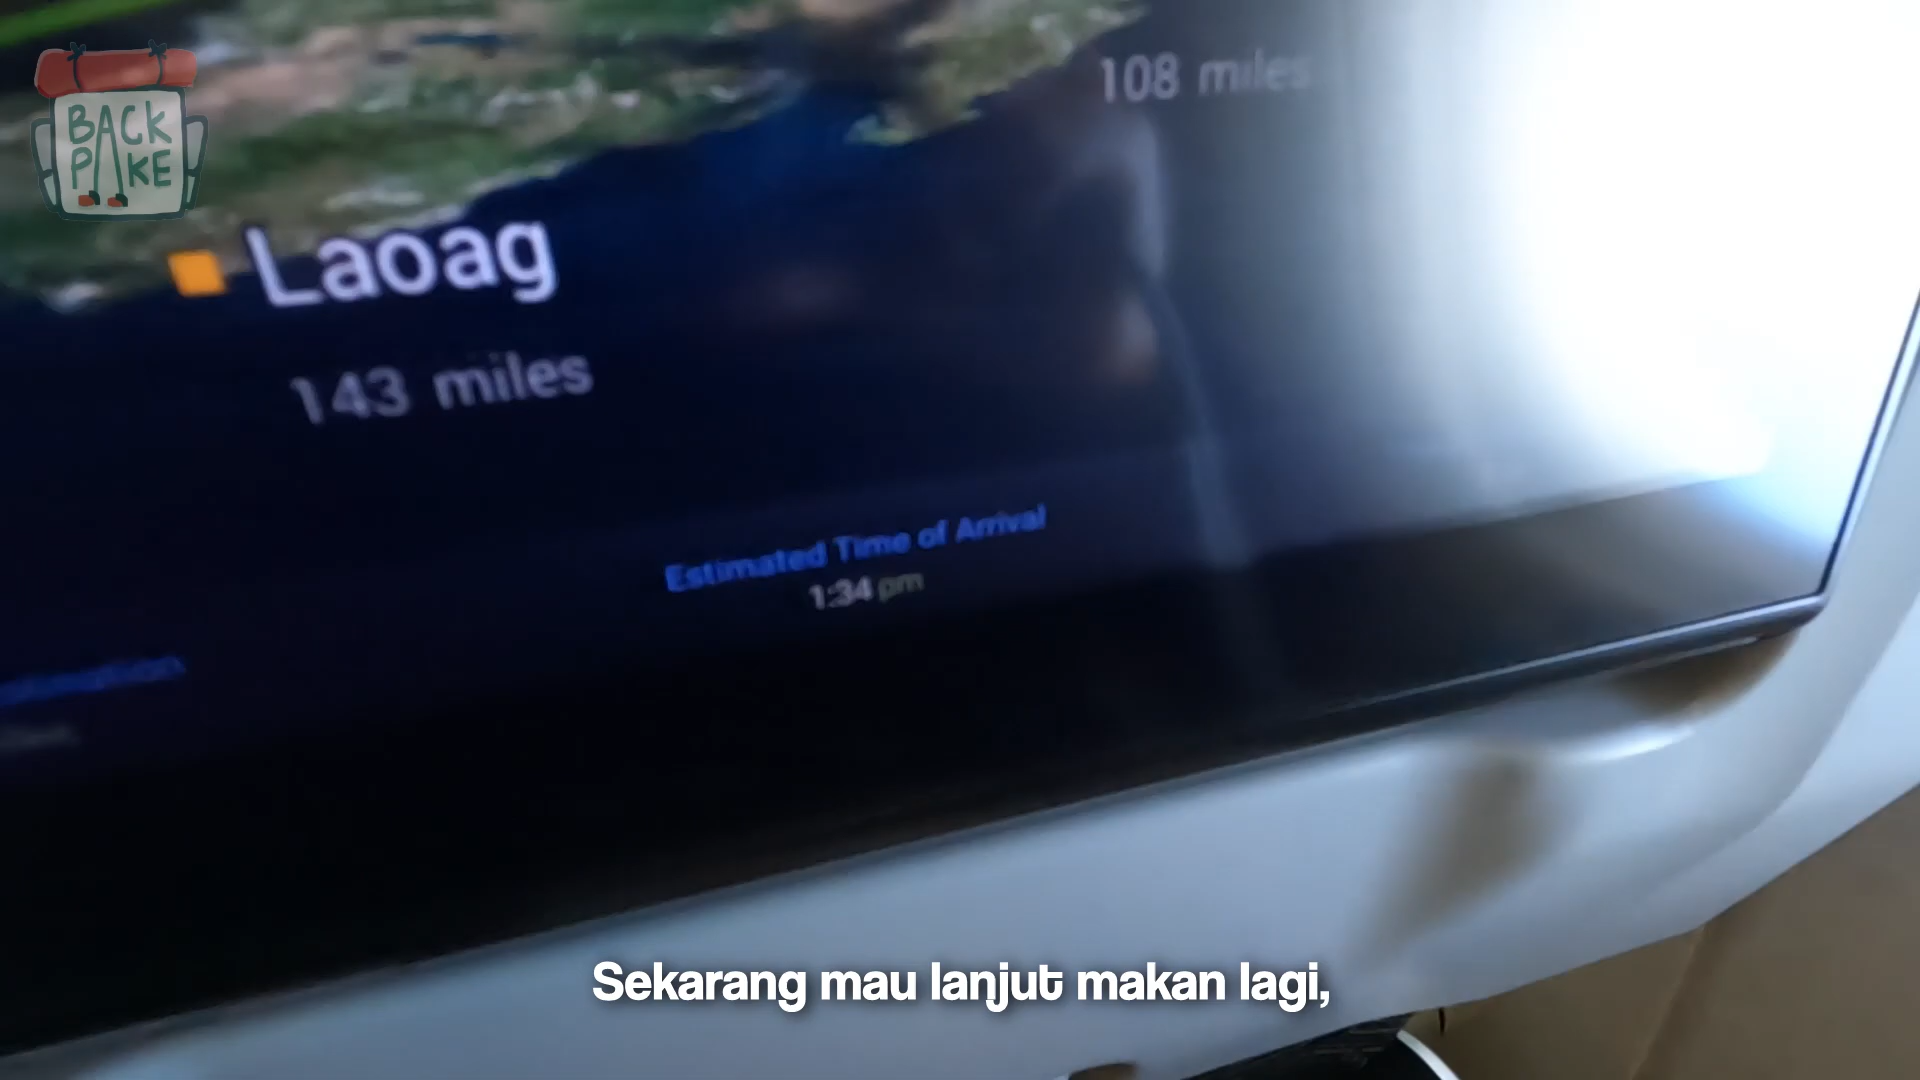 BACK
PAKE
108 miles
Laoag
143 miles
Estimated Time of Arrival
1:34 pm
Sekarang mau lanjut makan lagi,